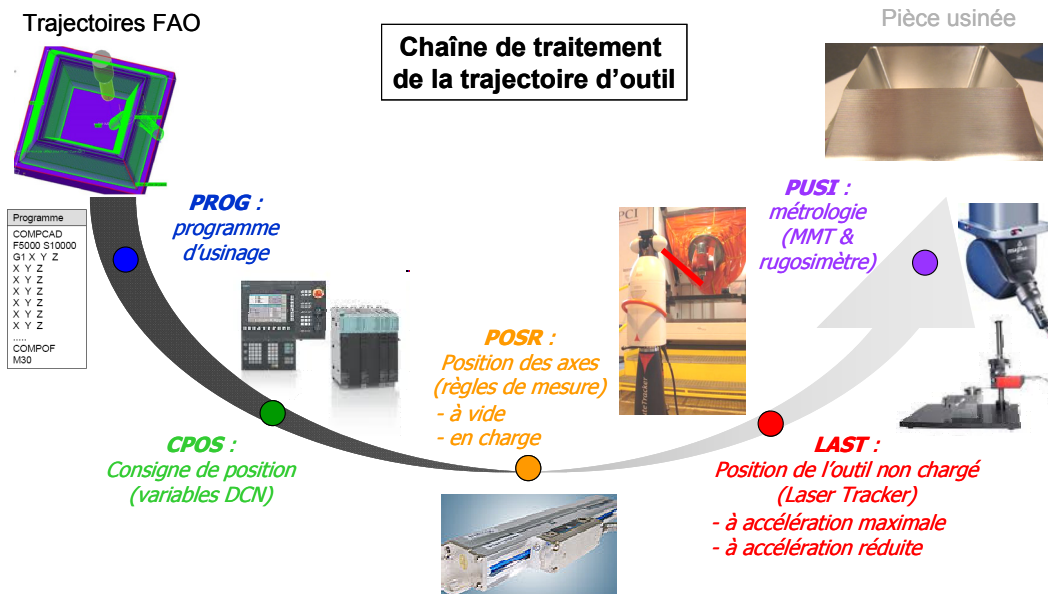 Trajectoires FAO
Chaîne de traitement
de la trajectoire d'outil
Pièce usinée
Programme
COMPCAD
F5000 S10000
G1 X Y Z
X Y Z
X Y Z
X Y Z
X Y Z
X Y Z
X Y Z
.....
COMPOF
M30
PROG :
programme
d'usinage
CPOS :
Consigne de position
(variables DCN)
POSR :
Position des axes
(règles de mesure)
- à vide
- en charge
LAST :
Position de l'outil non chargé
(Laser Tracker)
- à accélération maximale
- à accélération réduite
PUSI :
métrologie
(MMT &
rugosimètre)
PCI